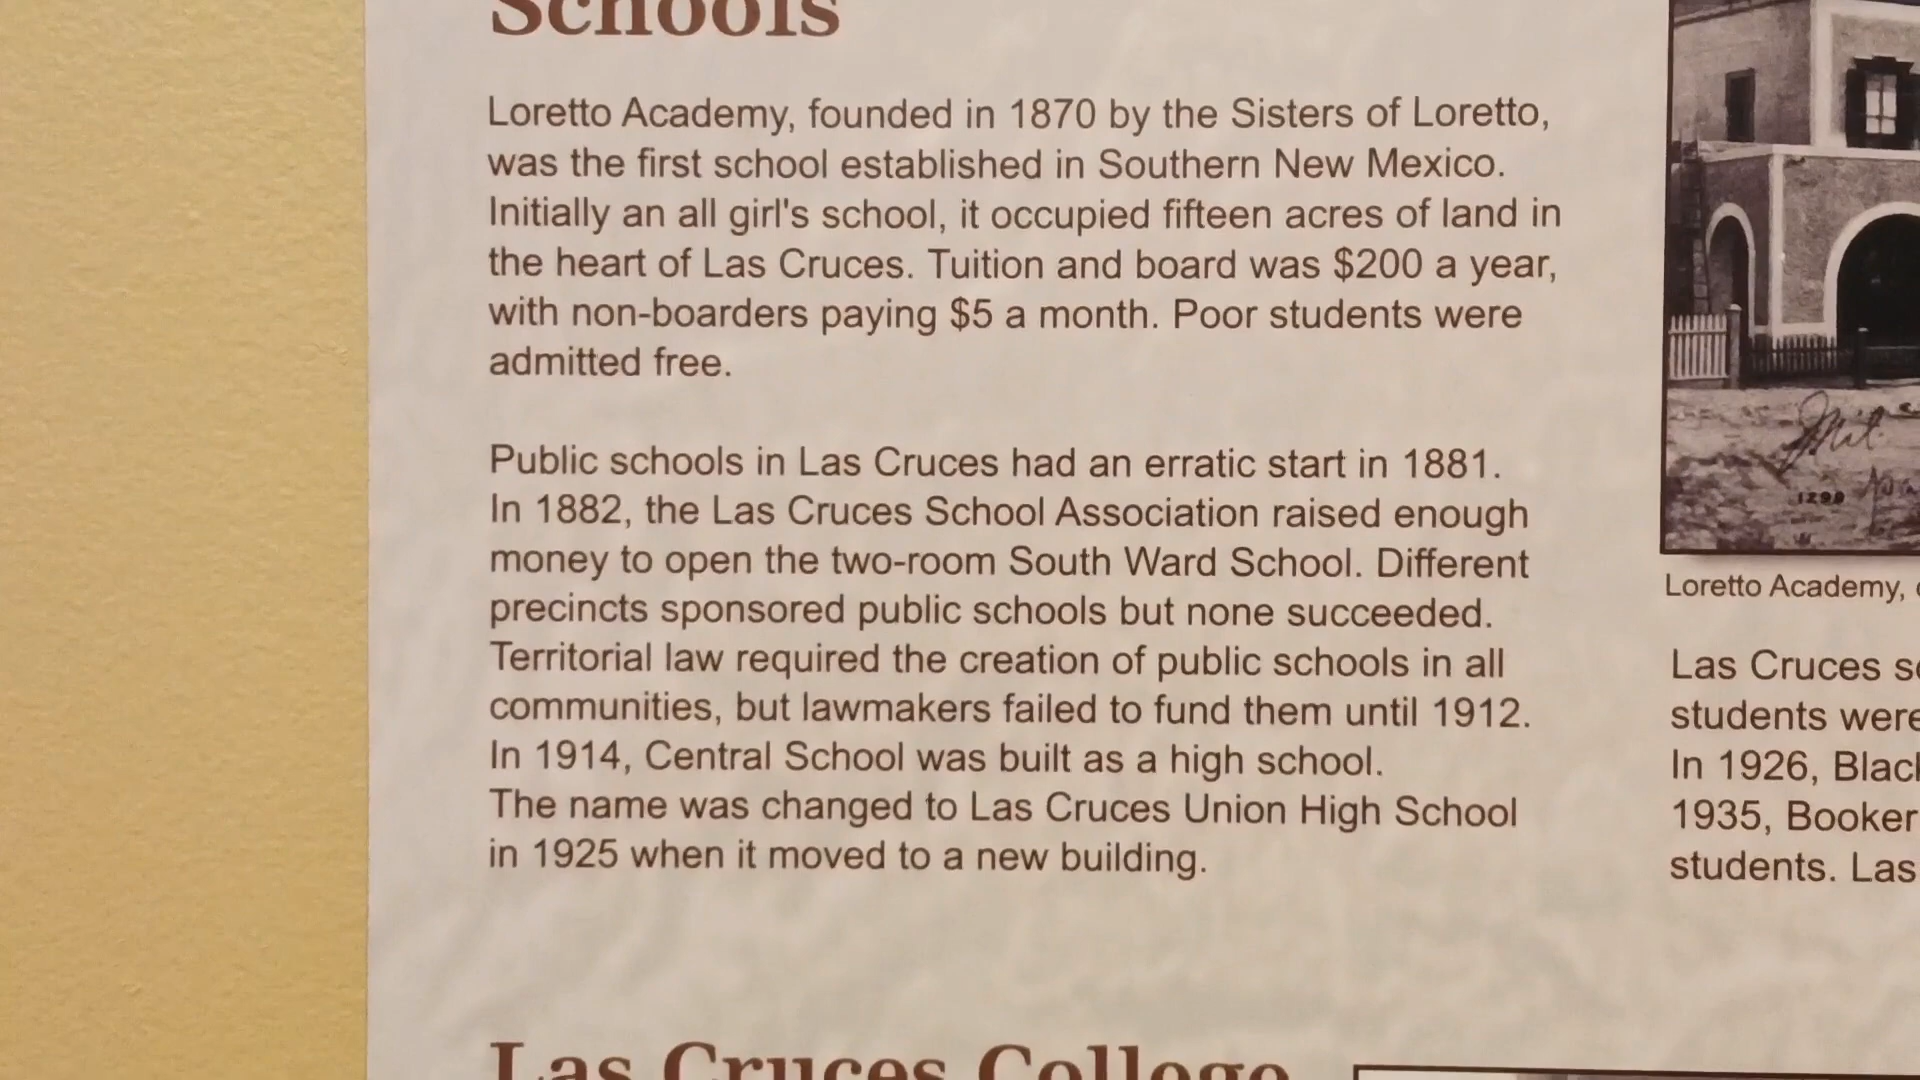 Schools
Loretto Academy, founded in 1870 by the Sisters of Loretto,
was the first school established in Southern New Mexico.
Initially an all girl's school, it occupied fifteen acres of land in
the heart of Las Cruces. Tuition and board was $200 a year,
with non-boarders paying $5 a month. Poor students were
admitted free.
Public schools in Las Cruces had an erratic start in 1881.
In 1882, the Las Cruces School Association raised enough
money to open the two-room South Ward School. Different
precincts sponsored public schools but none succeeded.
Territorial law required the creation of public schools in all
communities, but lawmakers failed to fund them until 1912.
In 1914, Central School was built as a high school.
The name was changed to Las Cruces Union High School
in 1925 when it moved to a new building.
Las Cruces College
1290
Loretto Academy,
Las Cruces
students were
In 1926,
1935, Booker
students. Las